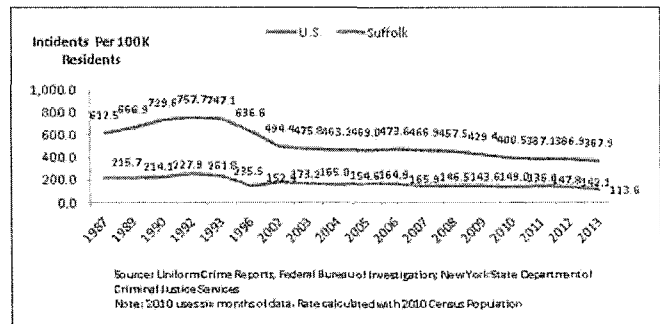 Incidents Per 100K
Residents
U.S. Suffolk
1,000.0
800.0
600.0
400.0
200.0
0.0
612.5 666.9 729.6 757.7 747.1 636.6 494.4 475.8 463.2 469.0 473.6 466.9 457.5 429.4 400.5 387.1 386.9 367.9
215.7 214.1 227.9 261.8 235.5 152.4 173.2 165.0 154.6 164.9 165.9 146.5 143.6 149.0 136.0 147.8 142.1 113.6
1987 1989 1990 1992 1993 1996 2002 2003 2004 2005 2006 2007 2008 2009 2010 2011 2012 2013
Source: Uniform Crime Reports, Federal Bureau of Investigation; New York State Department of
Criminal Justice Services
Note: 2010 uses six months of data. Rate calculated with 2010 Census Population